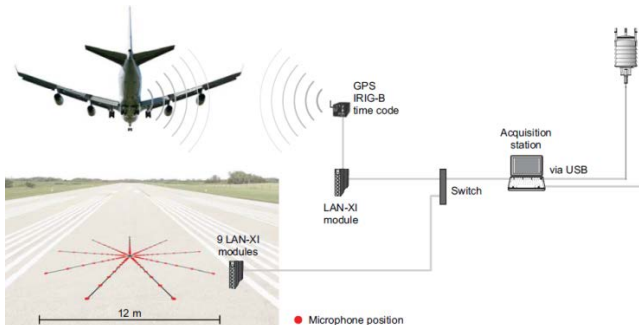 GPS
IRIG-B
time code
Acquisition
station
via USB
Switch
LAN-XI
module
9 LAN-XI
modules
12 m
Microphone position